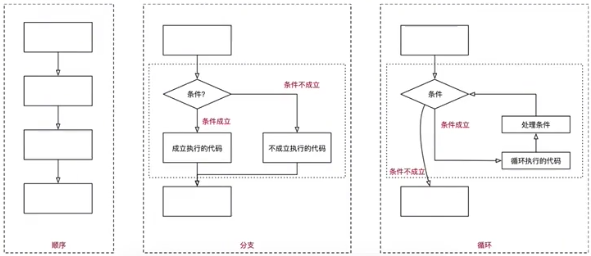 条件?
条件不成立
条件成立
成立执行的代码
不成立执行的代码
条件
条件成立
处理条件
循环执行的代码
条件不成立
顺序
分支
循环